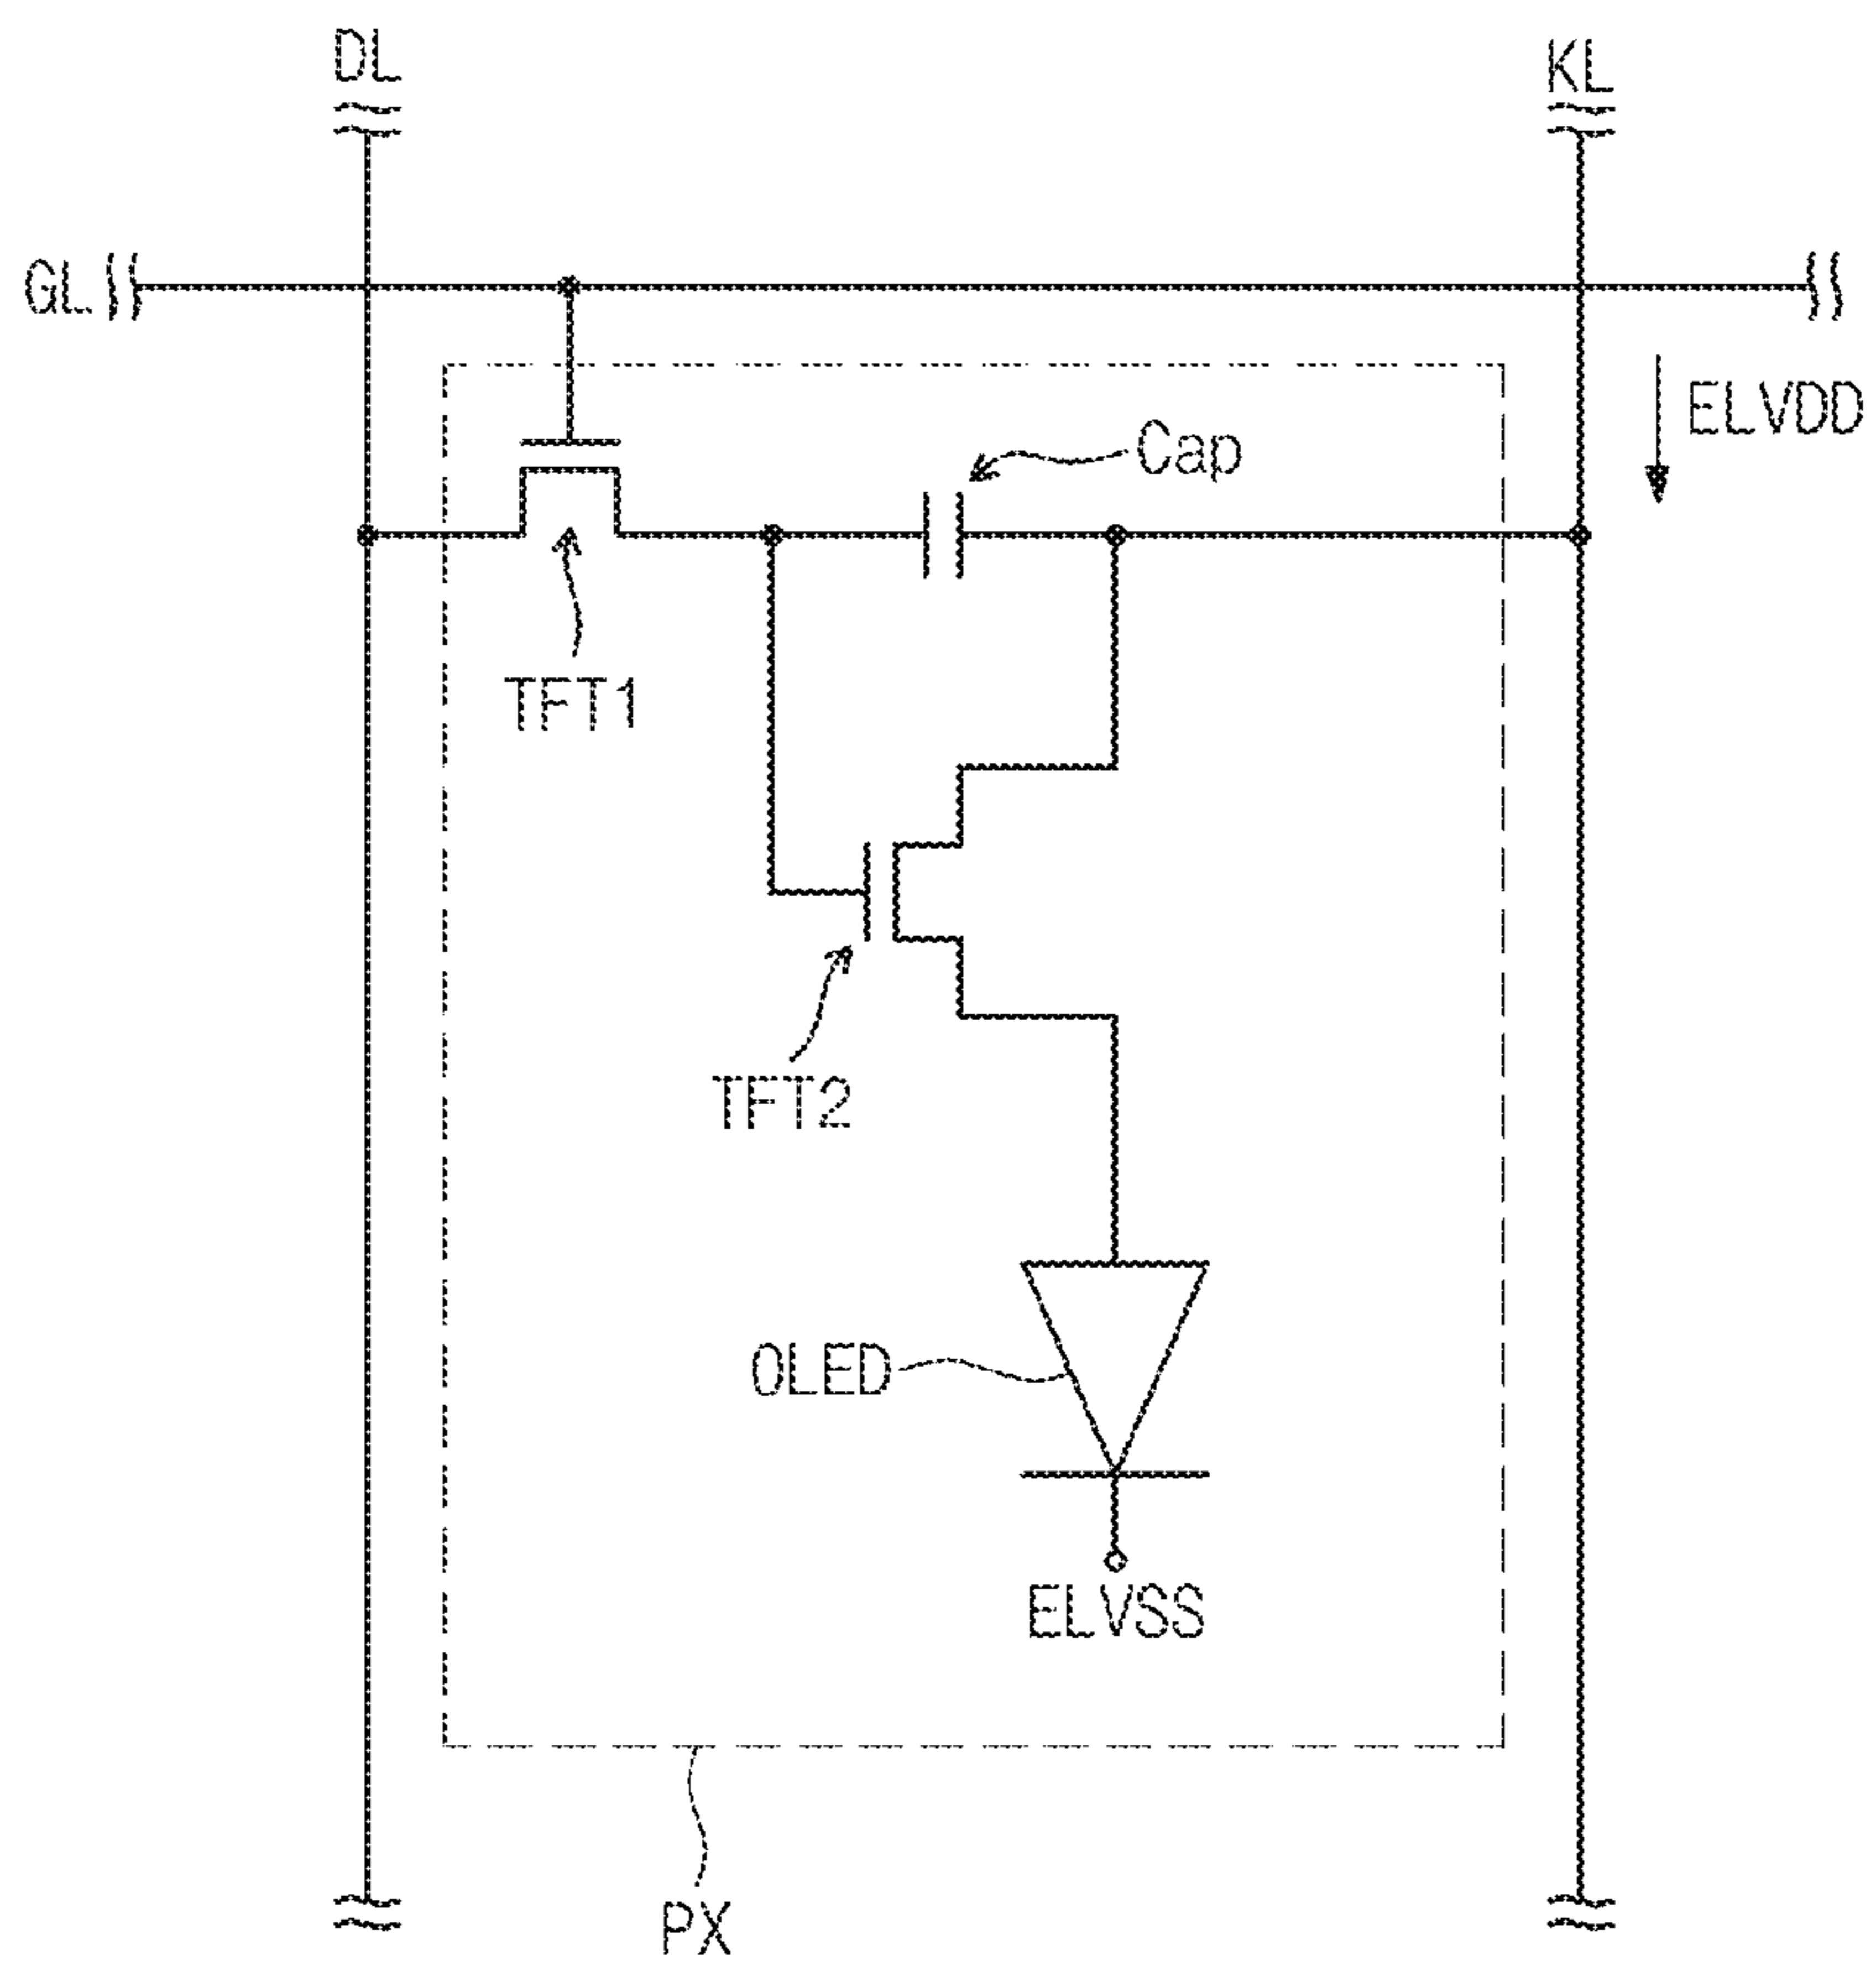 DL
KL
GL
ELVDD
Cap
TFT1
TFT2
OLED
ELVSS
PX